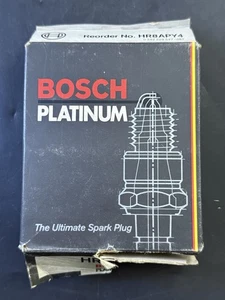 Reorder No. HR8APY4
BOSCH
PLATINUM
The Ultimate Spark Plug